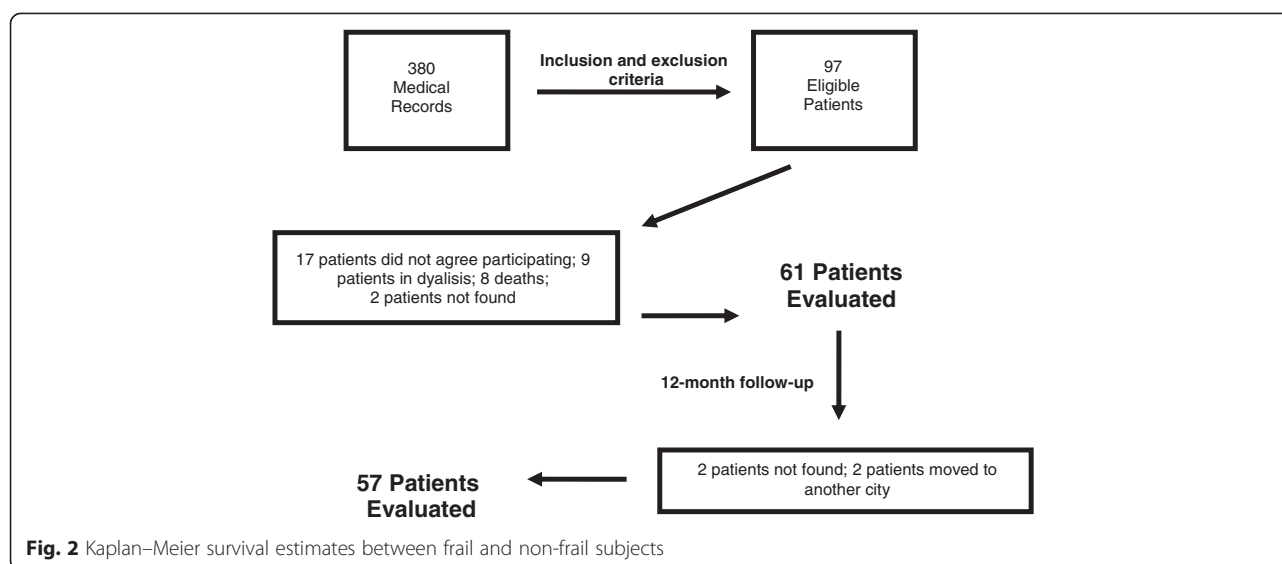 380
Medical
Records
Inclusion and exclusion
criteria
97
Eligible
Patients
17 patients did not agree participating; 9
patients in dyalisis; 8 deaths;
2 patients not found
61 Patients
Evaluated
12-month follow-up
2 patients not found; 2 patients moved to
another city
57 Patients
Evaluated
Fig. 2 Kaplan–Meier survival estimates between frail and non-frail subjects